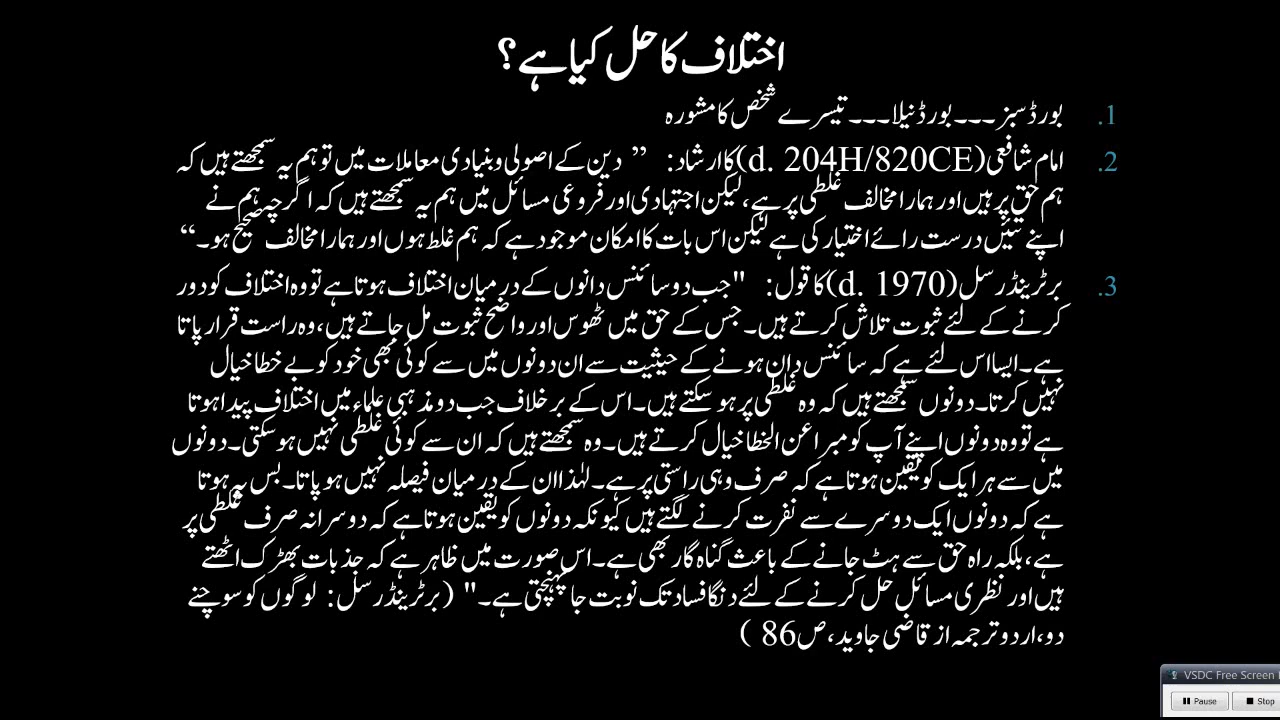 اختلاف کا حل کیا ہے؟
1. بورڈ سبز ۔۔۔ بورڈ نیلا۔۔۔ تیسرے شخص کا مشورہ
2. امام شافعی (d. 204H/820CE) کا ارشاد: ” دین کے اصولی و بنیادی معاملات میں تو ہم یہ سمجھتے ہیں کہ
ہم حق پر ہیں اور ہمارا مخالف غلطی پر ہے، لیکن اجتہادی اور فروعی مسائل میں ہم یہ سمجھتے ہیں کہ اگرچہ ہم نے
اپنے تئیں درست رائے اختیار کی ہے لیکن اس بات کا امکان موجود ہے کہ ہم غلط ہوں اور ہمارا مخالف صحیح ہو۔“
3. برٹرینڈ رسل (d. 1970) کا قول: "جب دو سائنس دانوں کے درمیان اختلاف ہوتا ہے تو وہ اختلاف کو دور
کرنے کے لئے ثبوت تلاش کرتے ہیں۔ جس کے حق میں ٹھوس اور واضح ثبوت مل جاتے ہیں، وہ راست قرار پاتا
ہے۔ ایسا اس لئے ہے کہ سائنس دان ہونے کے حیثیت سے ان دونوں میں سے کوئی بھی خود کو بے خطا خیال
نہیں کرتا۔ دونوں سمجھتے ہیں کہ وہ غلطی پر ہو سکتے ہیں۔ اس کے برخلاف جب دو مذہبی علماء میں اختلاف پیدا ہوتا
ہے تو وہ دونوں اپنے آپ کو مبرا عن الخطا خیال کرتے ہیں۔ وہ سمجھتے ہیں کہ ان سے کوئی غلطی نہیں ہو سکتی۔ دونوں
میں سے ہر ایک کو یقین ہوتا ہے کہ صرف وہی راستی پر ہے۔ لہٰذا ان کے درمیان فیصلہ نہیں ہو پاتا۔ بس یہ ہوتا
ہے کہ دونوں ایک دوسرے سے نفرت کرنے لگتے ہیں کیونکہ دونوں کو یقین ہوتا ہے کہ دوسرا نہ صرف غلطی پر
ہے، بلکہ راہ حق سے ہٹ جانے کے باعث گناہ گار بھی ہے۔ اس صورت میں ظاہر ہے کہ جذبات بھڑک اٹھتے
ہیں اور نظری مسائل حل کرنے کے لئے دنگا فساد تک نوبت جا پہنچتی ہے۔" (برٹرینڈ رسل: لوگوں کو سوچنے
دو، اردو ترجمہ از قاضی جاوید، ص 86 )
VSDC Free Screen
Pause Stop